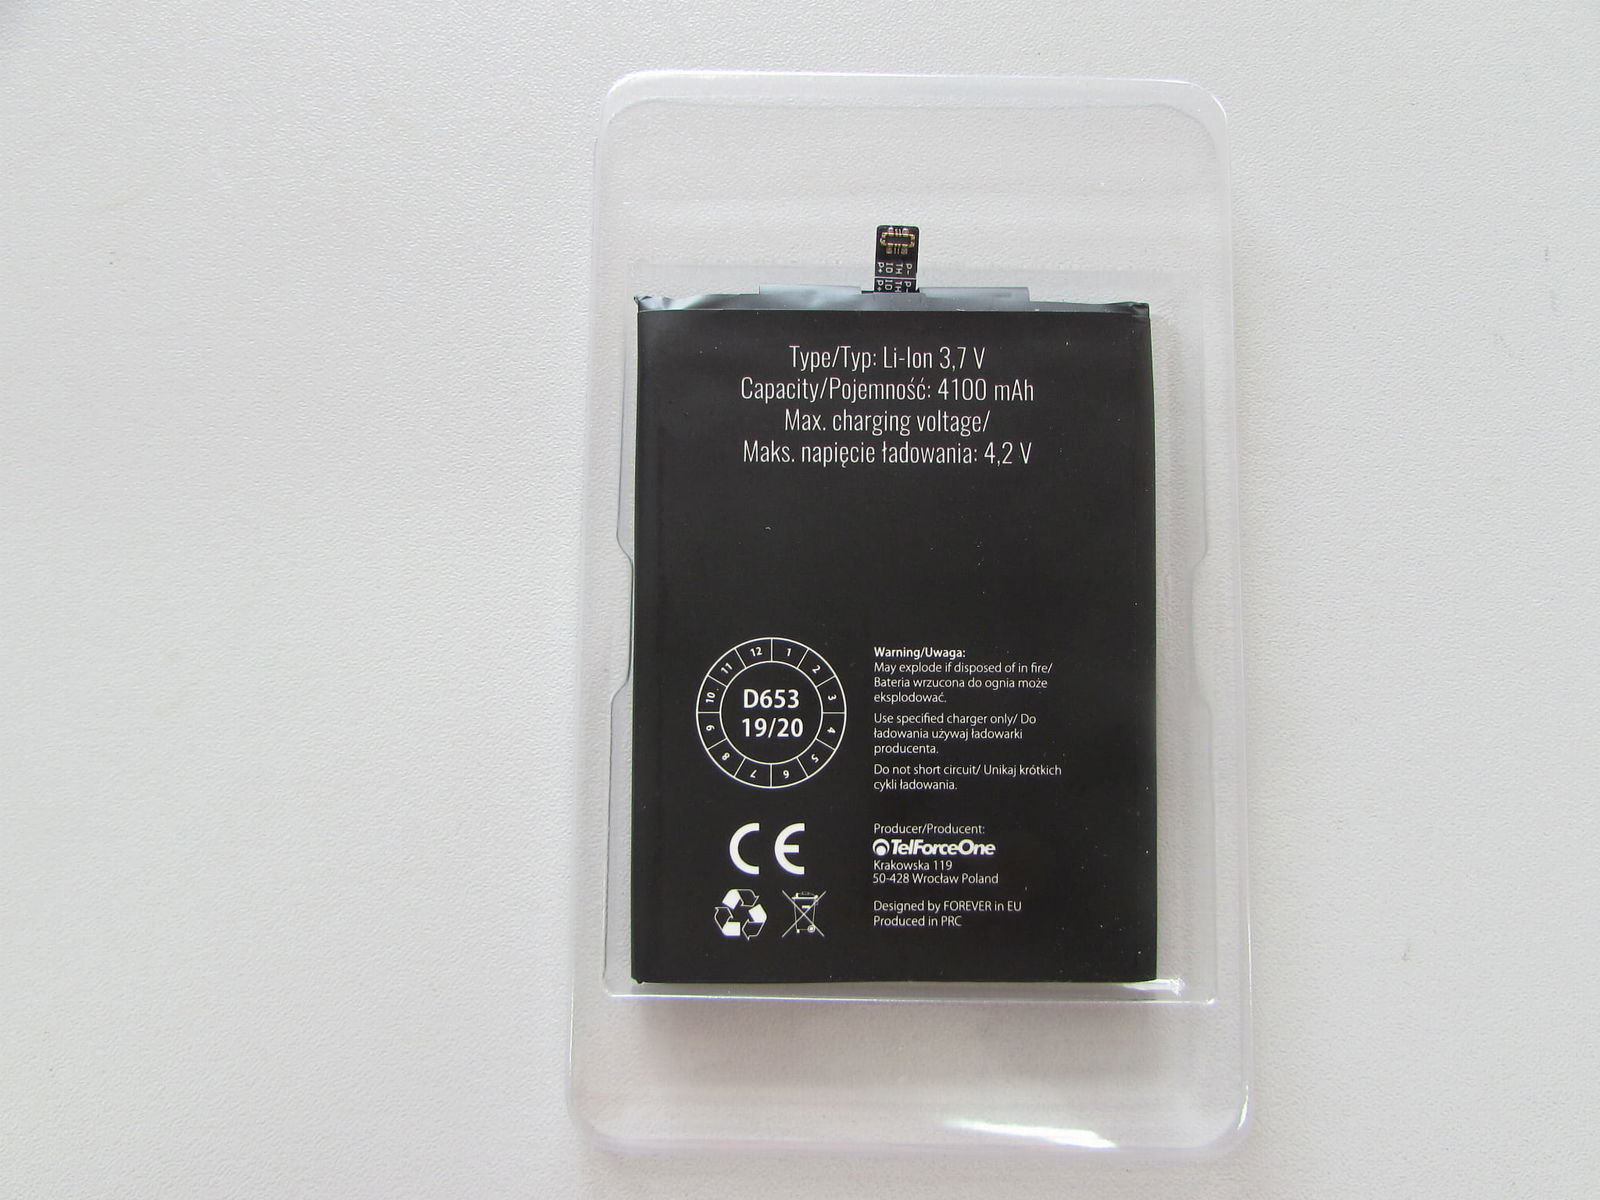 P- P-
TH TH
ID ID
P+ P+
Type/Typ: Li-Ion 3,7 V
Capacity/Pojemność: 4100 mAh
Max. charging voltage/
Maks. napięcie ładowania: 4,2 V
12 1 2 3 4 5 6 7 8 9 10 11
D653
19/20
Warning/Uwaga:
May explode if disposed of in fire/
Bateria wrzucona do ognia może
eksplodować.
Use specified charger only/ Do
ładowania używaj ładowarki
producenta.
Do not short circuit/ Unikaj krótkich
cykli ładowania.
CE
Producer/Producent:
TelForceOne
Krakowska 119
50-428 Wrocław Poland
Designed by FOREVER in EU
Produced in PRC